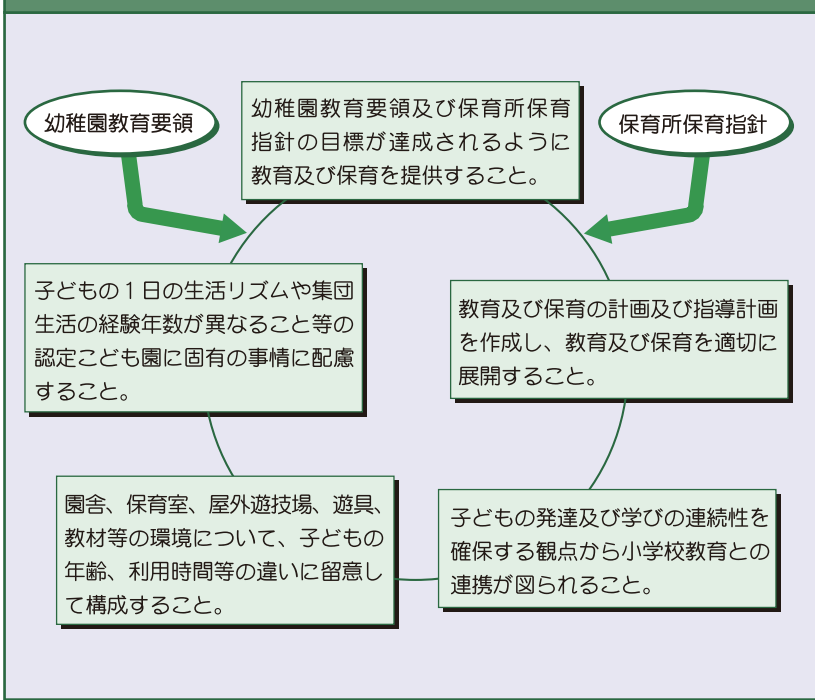 幼稚園教育要領
幼稚園教育要領及び保育所保育
指針の目標が達成されるように
教育及び保育を提供すること。
保育所保育指針
子どもの1日の生活リズムや集団
生活の経験年数が異なること等の
認定こども園に固有の事情に配慮
すること。
教育及び保育の計画及び指導計画
を作成し、教育及び保育を適切に
展開すること。
園舎、保育室、屋外遊技場、遊具、
教材等の環境について、子どもの
年齢、利用時間等の違いに留意し
て構成すること。
子どもの発達及び学びの連続性を
確保する観点から小学校教育との
連携が図られること。